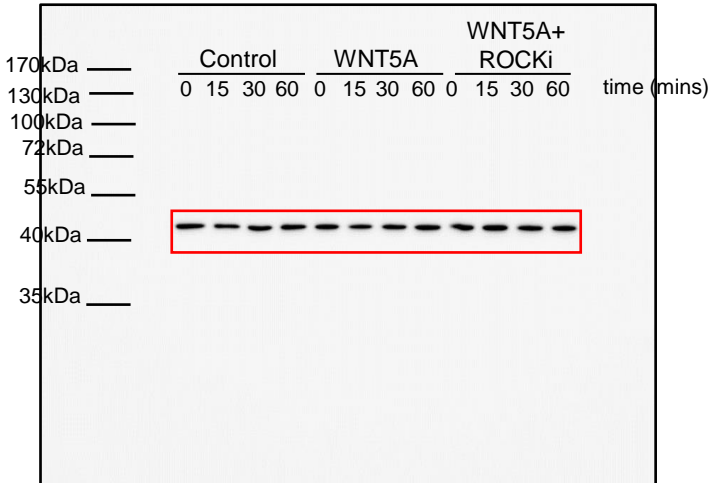 WNT5A+
Control WNT5A ROCKi
170kDa
0 15 30 60 0 15 30 60 0 15 30 60 time (mins)
130kDa
100kDa
72kDa
55kDa
40kDa
35kDa